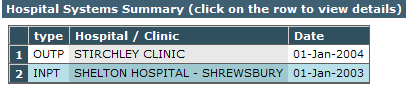 Hospital Systems Summary (click on the row to view details)
type Hospital / Clinic Date
1 OUTP STIRCHLEY CLINIC 01-Jan-2004
2 INPT SHELTON HOSPITAL - SHREWSBURY 01-Jan-2003